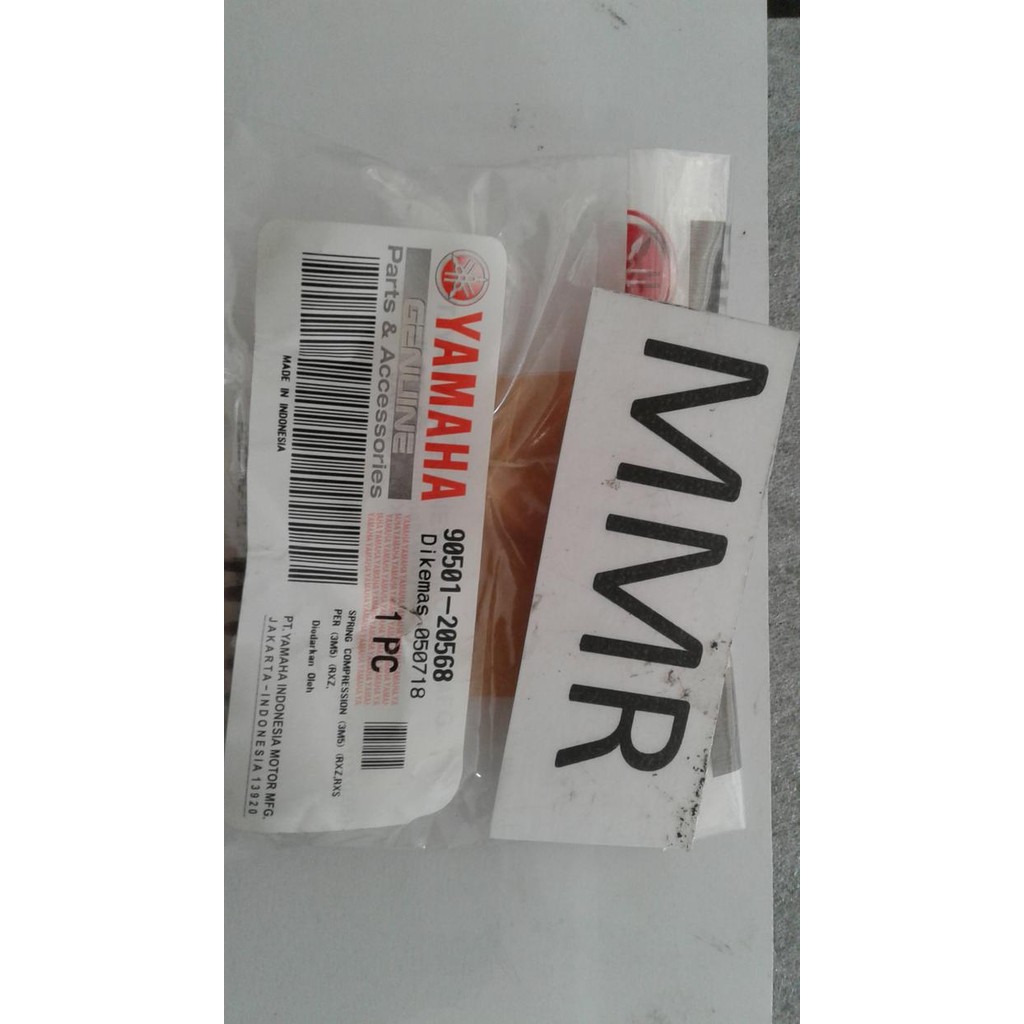 YAMAHA
GENUINE
Parts & Accessories
MADE IN INDONESIA
90501-20568
Dikemas 050718
1 PC
SPRING COMPRESSION (3M5) (RXZ,RXS
PER (3M5) (RXZ,
Diedarkan Oleh
PT. YAMAHA INDONESIA MOTOR MFG.
JAKARTA-INDONESIA 13920
MMR